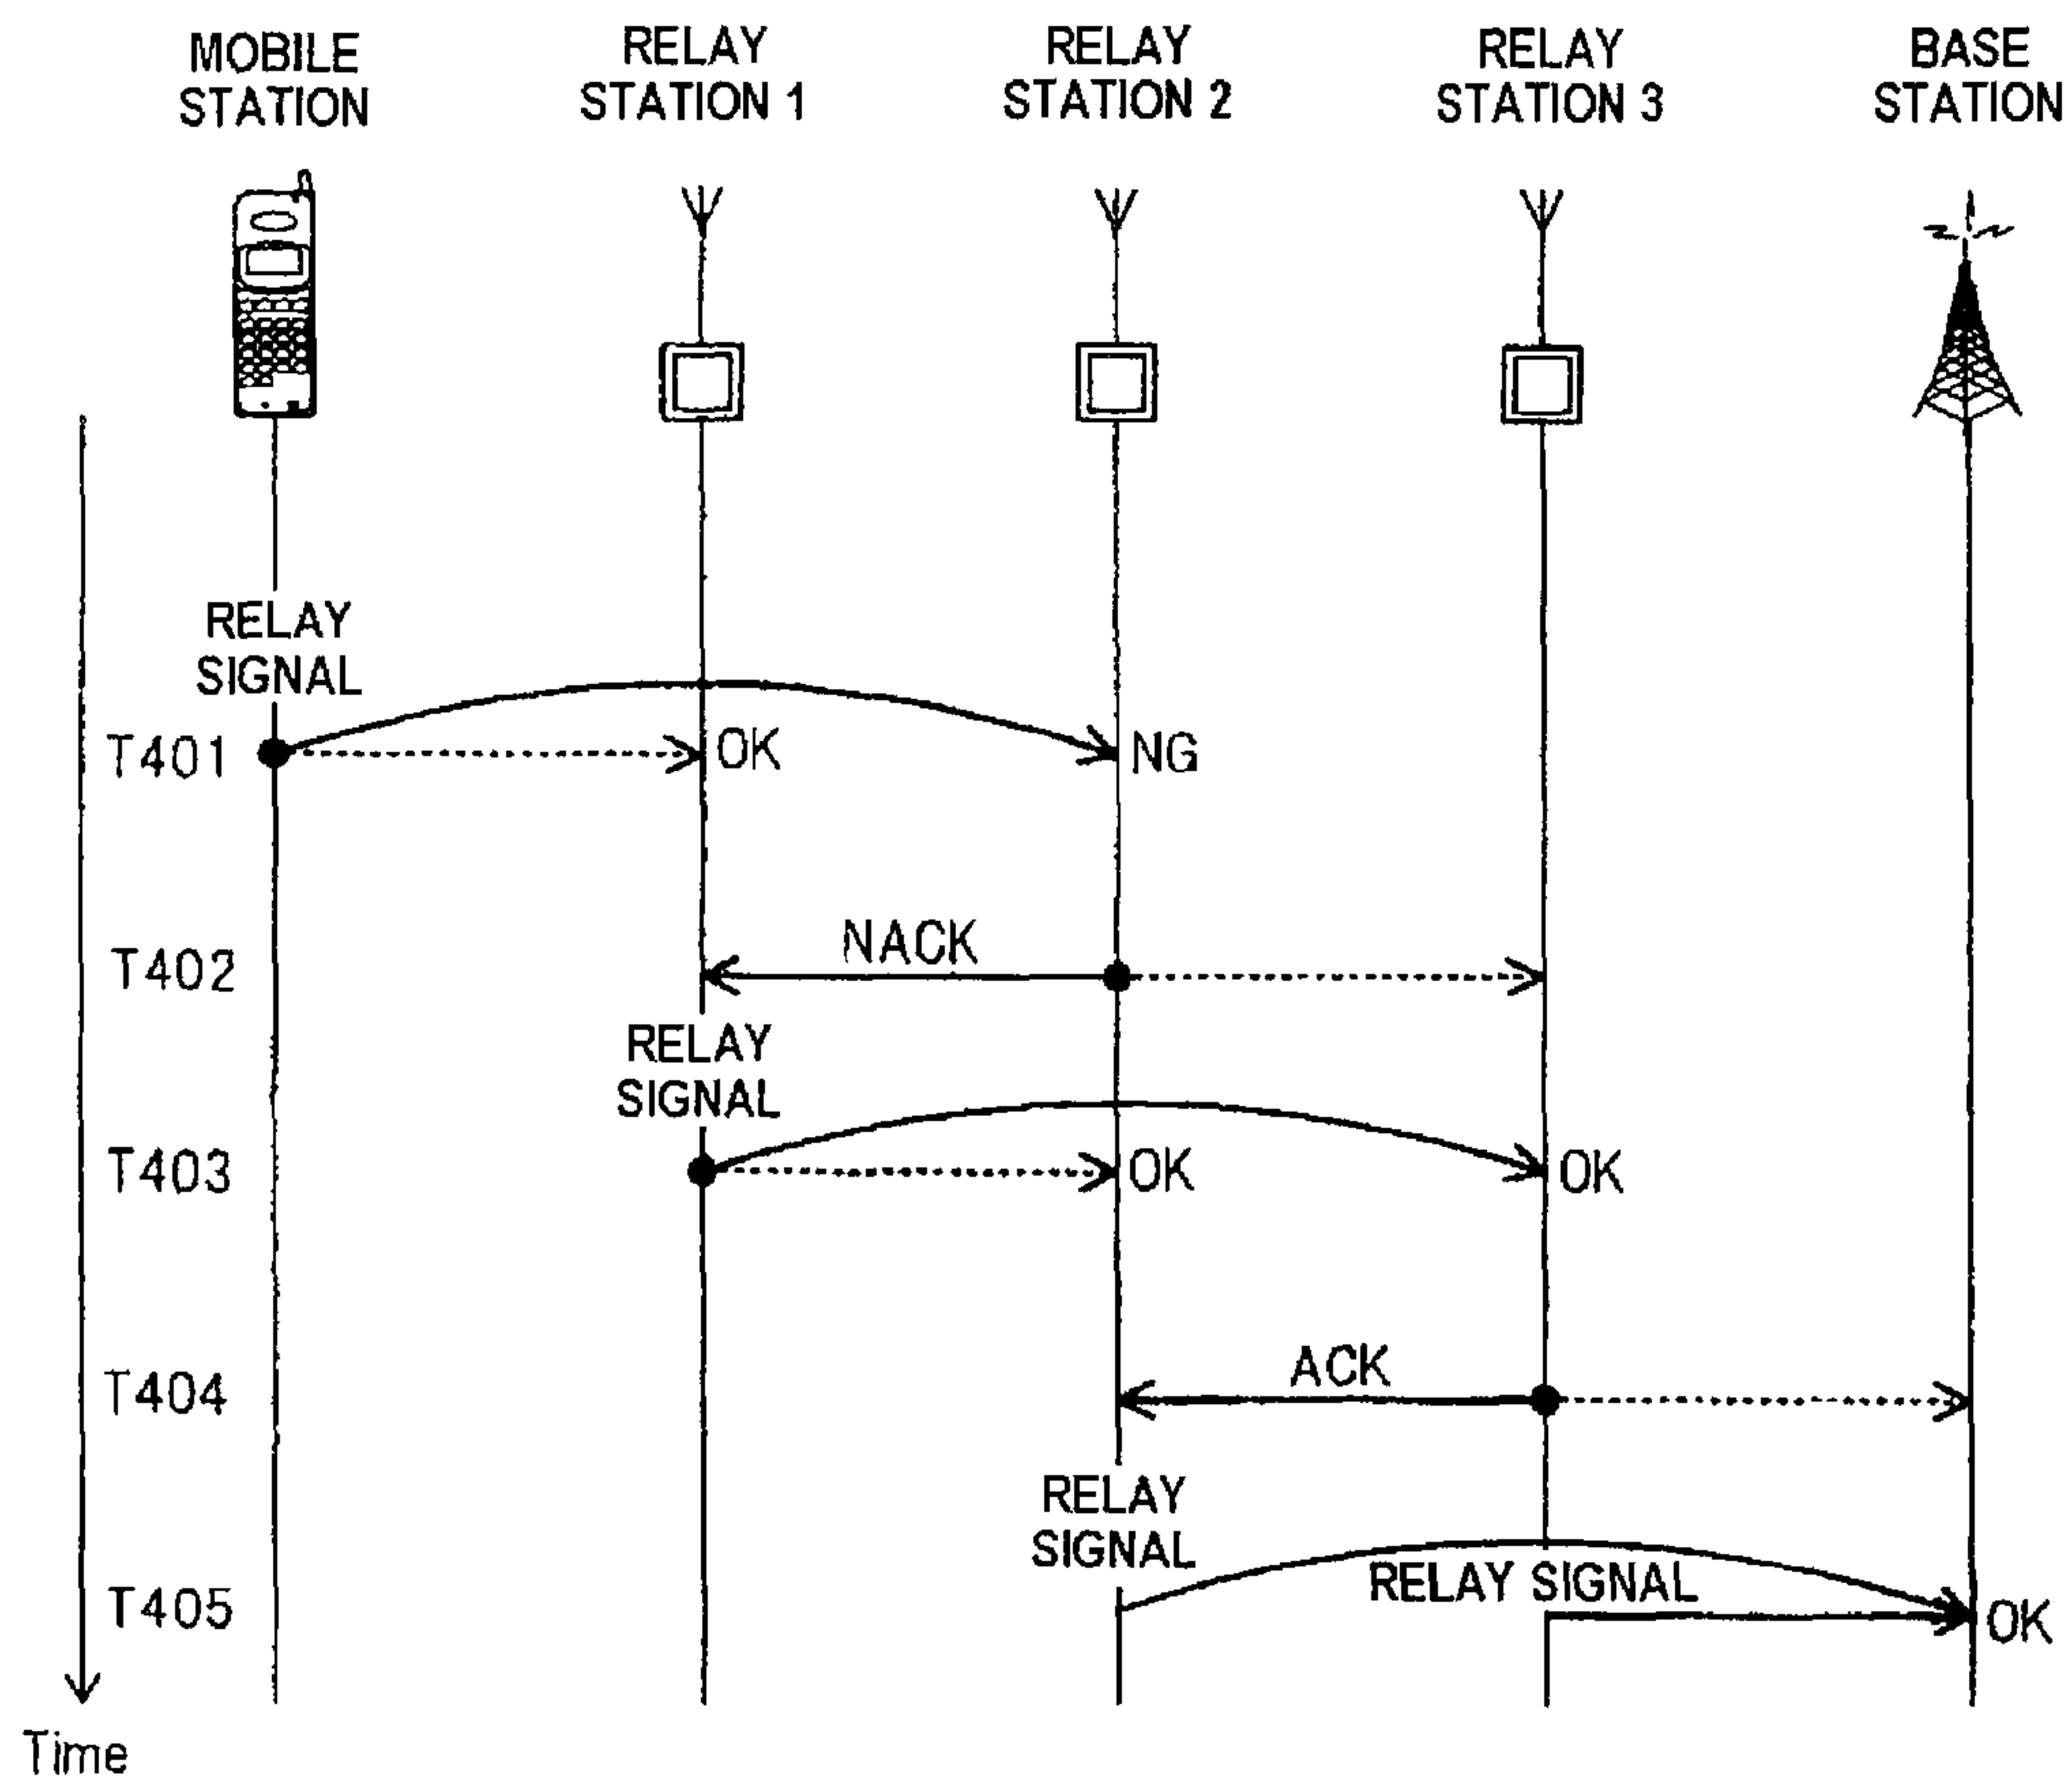 MOBILE
STATION
RELAY
STATION 1
RELAY
STATION 2
RELAY
STATION 3
BASE
STATION
RELAY
SIGNAL
T401
OK
NG
T402
NACK
RELAY
SIGNAL
T403
OK
OK
T404
ACK
RELAY
SIGNAL
RELAY SIGNAL
T405
OK
Time